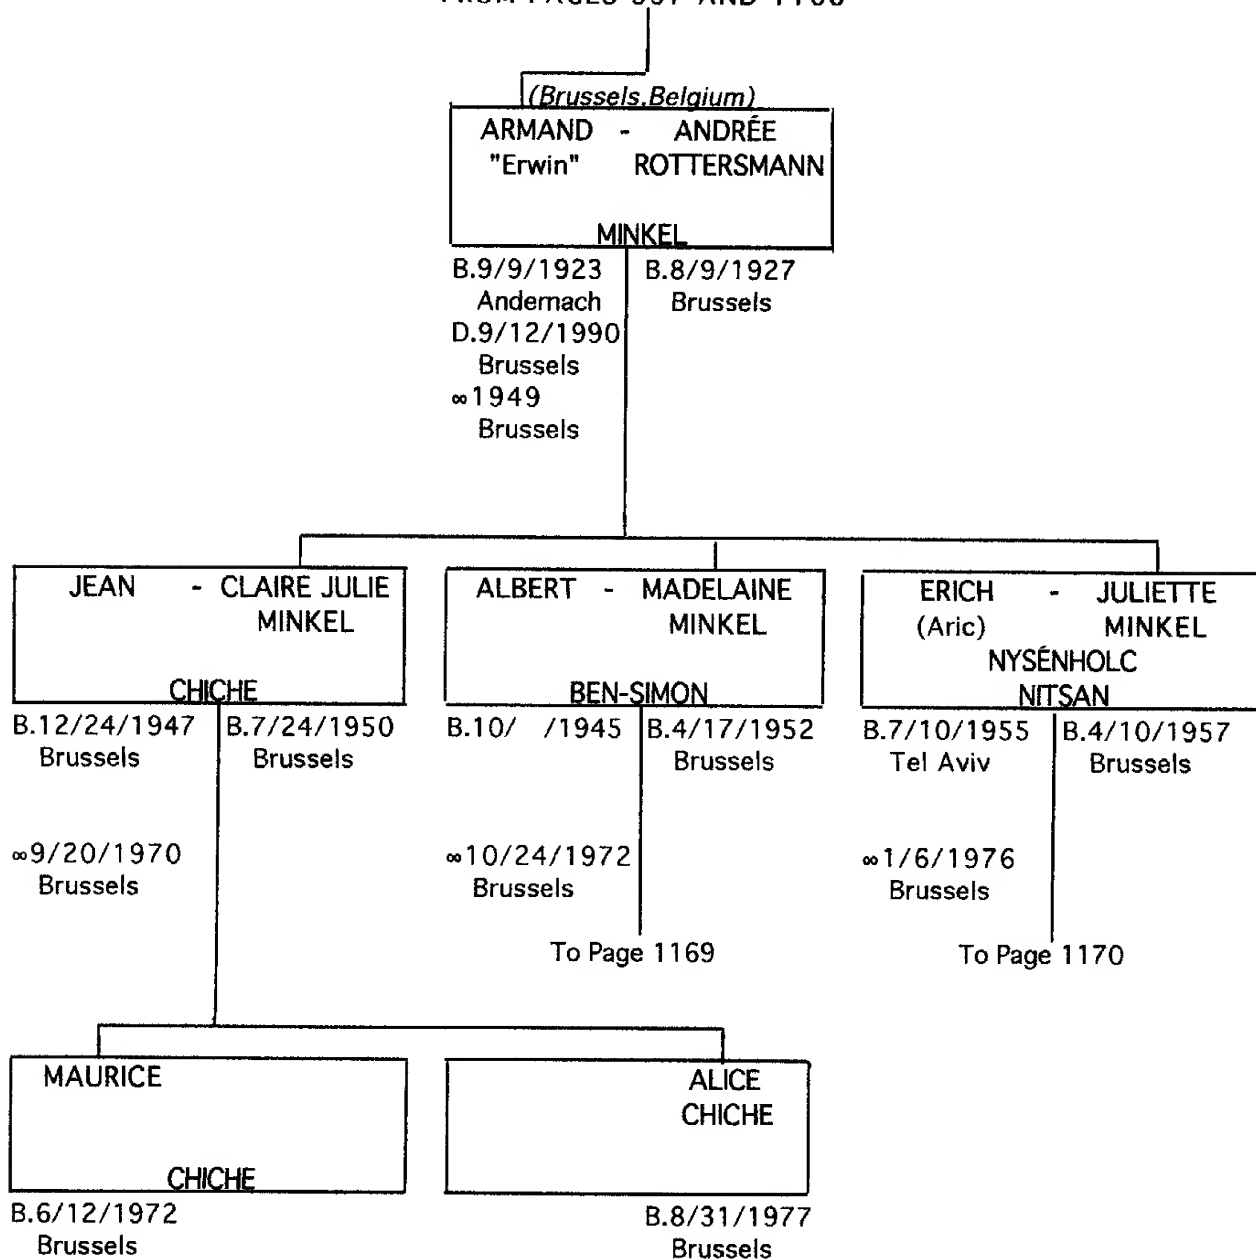 (Brussels,Belgium)
ARMAND - ANDRÉE
"Erwin" ROTTERSMANN
MINKEL
B.9/9/1923 B.8/9/1927
Andernach Brussels
D.9/12/1990
Brussels
∞1949
Brussels
JEAN - CLAIRE JULIE
MINKEL
CHICHE
B.12/24/1947 B.7/24/1950
Brussels Brussels
∞9/20/1970
Brussels
ALBERT - MADELAINE
MINKEL
BEN-SIMON
B.10/ /1945 B.4/17/1952
Brussels
∞10/24/1972
Brussels
To Page 1169
ERICH - JULIETTE
(Aric) MINKEL
NYSÉNHOLC
NITSAN
B.7/10/1955 B.4/10/1957
Tel Aviv Brussels
∞1/6/1976
Brussels
To Page 1170
MAURICE
CHICHE
B.6/12/1972
Brussels
ALICE
CHICHE
B.8/31/1977
Brussels